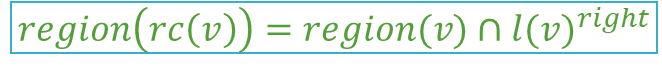 region(rc(v)) = region(v) ∩ l(v)^right